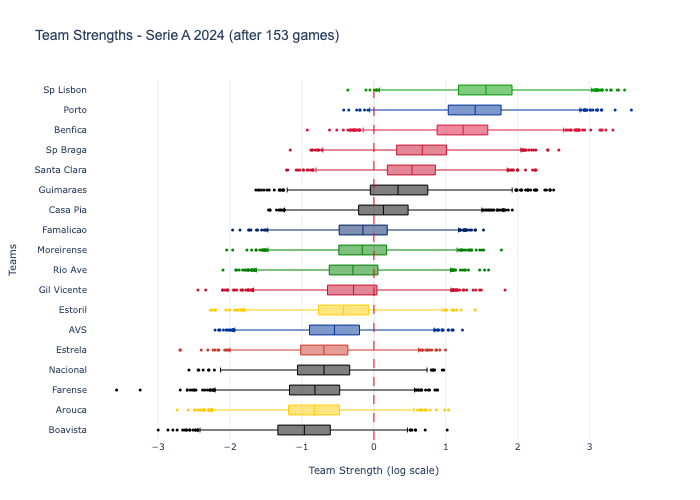 Team Strengths - Serie A 2024 (after 153 games)
Teams
Sp Lisbon
Porto
Benfica
Sp Braga
Santa Clara
Guimaraes
Casa Pia
Famalicao
Moreirense
Rio Ave
Gil Vicente
Estoril
AVS
Estrela
Nacional
Farense
Arouca
Boavista
−3 −2 −1 0 1 2 3
Team Strength (log scale)